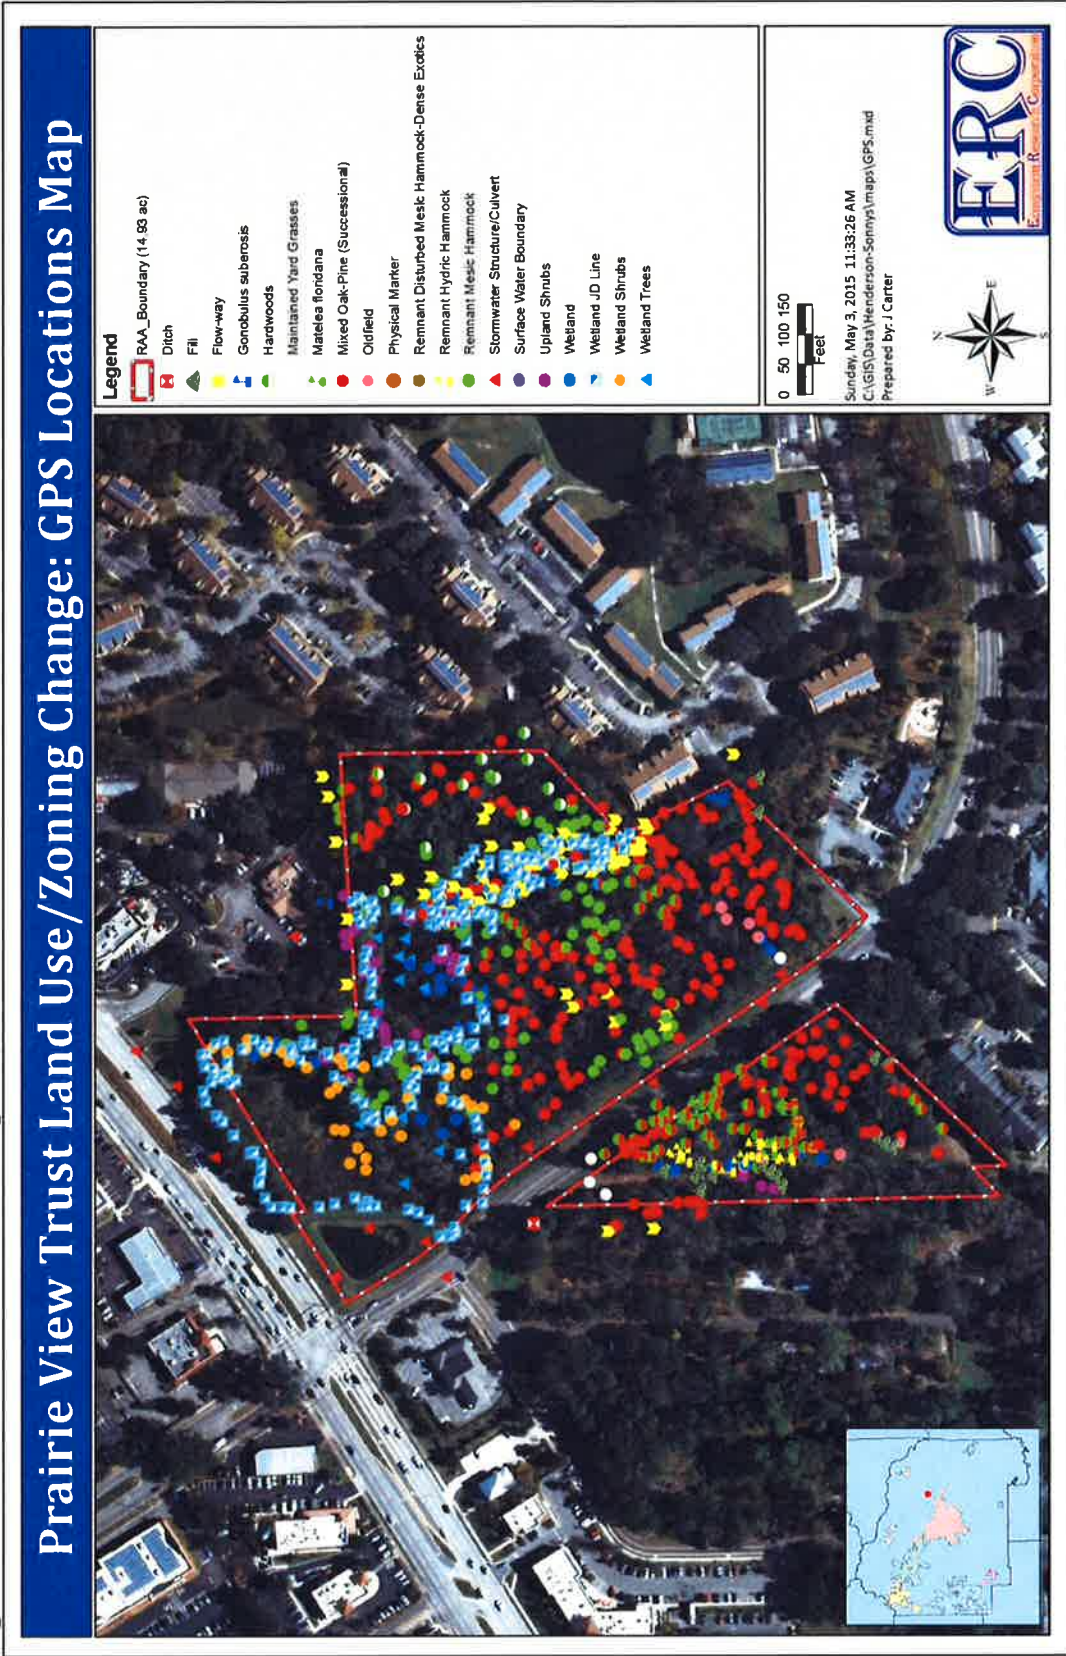 Prairie View Trust Land Use/Zoning Change: GPS Locations Map
Legend
RAA_Boundary (14.93 ac)
Ditch
Fill
Flow-way
Gonobulus suberosis
Hardwoods
Maintained Yard Grasses
Matelea floridana
Mixed Oak-Pine (Successional)
Oldfield
Physical Marker
Remnant Disturbed Mesic Hammock-Dense Exotics
Remnant Hydric Hammock
Remnant Mesic Hammock
Stormwater Structure/Culvert
Surface Water Boundary
Upland Shrubs
Wetland
Wetland JD Line
Wetland Shrubs
Wetland Trees
0 50 100 150
Feet
Sunday, May 3, 2015 11:33:26 AM
C:\GIS\Data\Henderson-Sonnys\maps\GPS.mxd
Prepared by: J Carter
N
W
E
S
ERC
Research Corporation